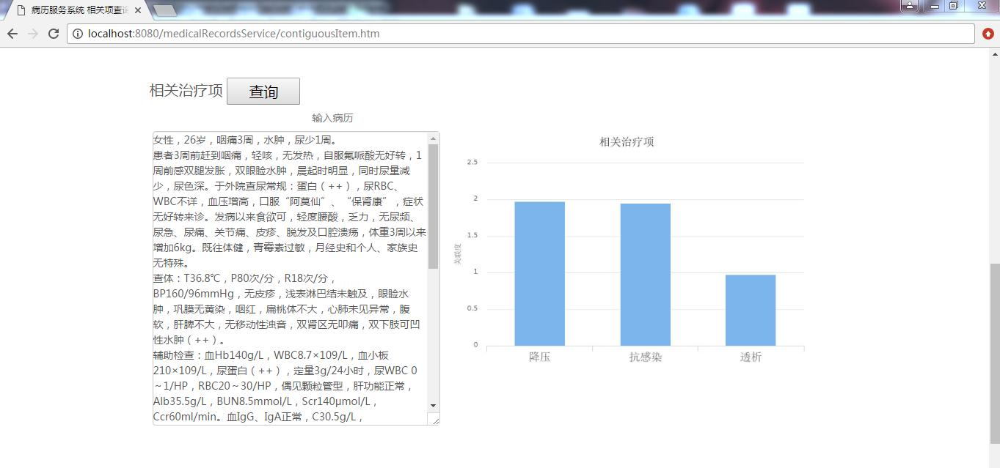 病历服务系统 相关项查询
localhost:8080/medicalRecordsService/contiguousItem.htm
相关治疗项 查询
输入病历
女性，26岁，咽痛3周，水肿，尿少1周。
患者3周前赶到咽痛，轻咳，无发热，自服氟哌酸无好转，1
周前感双腿发胀，双眼睑水肿，晨起时明显，同时尿量减
少，尿色深。于外院查尿常规：蛋白（++），尿RBC、
WBC不详，血压增高，口服“阿莫仙”、“保肾康”，症状
无好转来诊。发病以来食欲可，轻度腰酸，乏力，无尿频、
尿急、尿痛、关节痛、皮疹、脱发及口腔溃疡，体重3周以来
增加6kg。既往体健，青霉素过敏，月经史和个人、家族史
无特殊。
查体：T36.8℃，P80次/分，R18次/分，
BP160/96mmHg，无皮疹，浅表淋巴结未触及，眼睑水
肿，巩膜无黄染，咽红，扁桃体不大，心肺未见异常，腹
软，肝脾不大，无移动性浊音，双肾区无叩痛，双下肢可凹
性水肿（++）。
辅助检查：血Hb140g/L，WBC8.7×109/L，血小板
210×109/L，尿蛋白（++），定量3g/24小时，尿WBC 0
～1/HP，RBC20～30/HP，偶见颗粒管型，肝功能正常，
Alb35.5g/L，BUN8.5mmol/L，Scr140μmol/L，
Ccr60ml/min。血IgG、IgA正常，C30.5g/L，
相关治疗项
2.5
2
1.5
1
0.5
0
关联度
降压
抗感染
透析